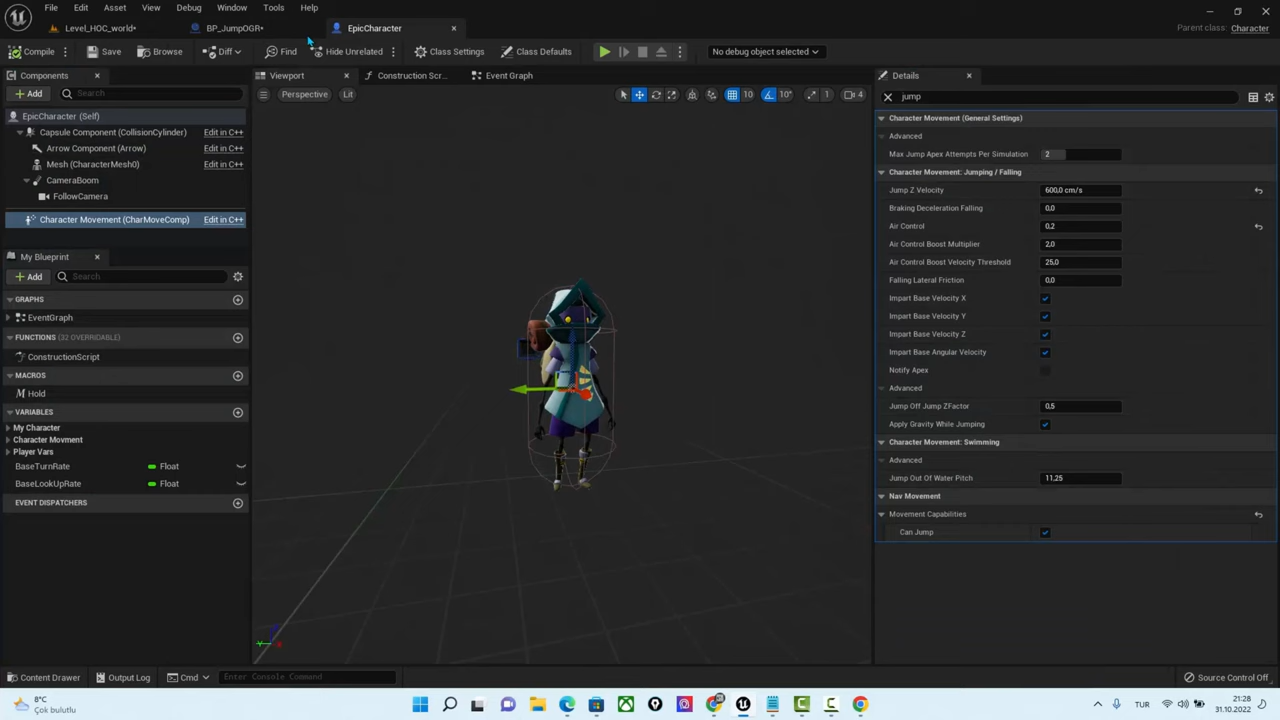 File Edit Asset View Debug Window Tools Help
Level_HOC_world* BP_JumpOGR* EpicCharacter Parent class: Character
Compile Save Browse Diff Find Hide Unrelated Class Settings Class Defaults No debug object selected
Components Viewport Construction Scr... Event Graph Details
Add Search Perspective Lit 10 10° 1 4 jump
EpicCharacter (Self)
Capsule Component (CollisionCylinder) Edit in C++
Arrow Component (Arrow) Edit in C++
Mesh (CharacterMesh0) Edit in C++
CameraBoom
FollowCamera
Character Movement (CharMoveComp) Edit in C++
My Blueprint
Add Search
GRAPHS
EventGraph
FUNCTIONS (32 OVERRIDABLE)
ConstructionScript
MACROS
Hold
VARIABLES
My Character
Character Movment
Player Vars
BaseTurnRate Float
BaseLookUpRate Float
EVENT DISPATCHERS
Character Movement (General Settings)
Advanced
Max Jump Apex Attempts Per Simulation 2
Character Movement: Jumping / Falling
Jump Z Velocity 600,0 cm/s
Braking Deceleration Falling 0,0
Air Control 0,2
Air Control Boost Multiplier 2,0
Air Control Boost Velocity Threshold 25,0
Falling Lateral Friction 0,0
Impart Base Velocity X
Impart Base Velocity Y
Impart Base Velocity Z
Impart Base Angular Velocity
Notify Apex
Advanced
Jump Off Jump ZFactor 0,5
Apply Gravity While Jumping
Character Movement: Swimming
Advanced
Jump Out Of Water Pitch 11,25
Nav Movement
Movement Capabilities
Can Jump
Content Drawer Output Log Cmd Enter Console Command Source Control Off
8°C
Çok bulutlu
TUR
21:28
31.10.2022